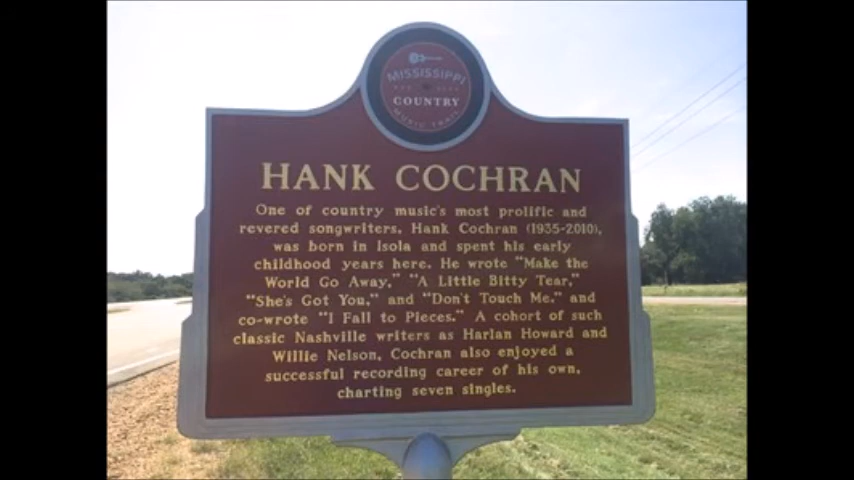 MISSISSIPPI
COUNTRY
MUSIC TRAIL
HANK COCHRAN
One of country music's most prolific and
revered songwriters, Hank Cochran (1935-2010),
was born in Isola and spent his early
childhood years here. He wrote "Make the
World Go Away," "A Little Bitty Tear,"
"She's Got You," and "Don't Touch Me," and
co-wrote "I Fall to Pieces." A cohort of such
classic Nashville writers as Harlan Howard and
Willie Nelson, Cochran also enjoyed a
successful recording career of his own,
charting seven singles.